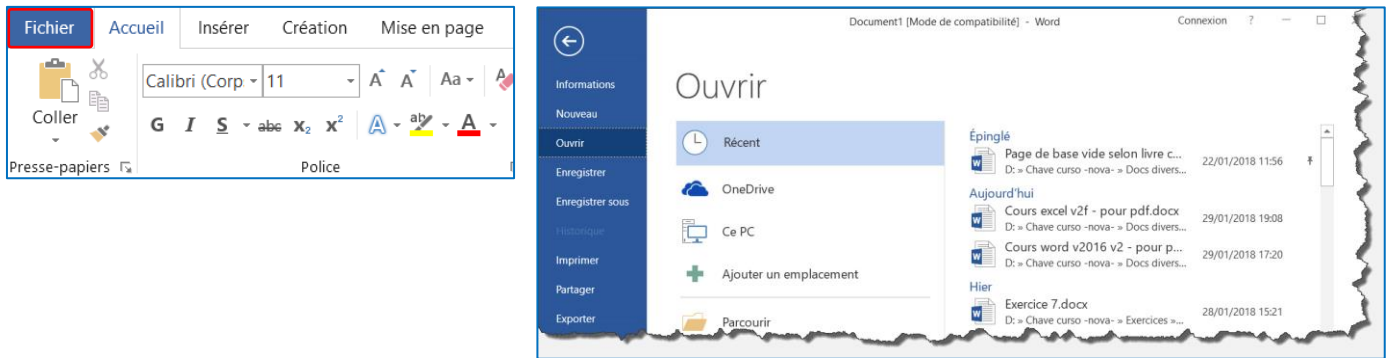 Fichier Accueil Insérer Création Mise en page
Calibri (Corp 11 A A Aa
Coller
G I S abc X₂ X² A ab A
Presse-papiers Police
Document1 [Mode de compatibilité] - Word Connexion ?
Informations
Nouveau
Ouvrir
Enregistrer
Enregistrer sous
Historique
Imprimer
Partager
Exporter
Ouvrir
Récent
OneDrive
Ce PC
Ajouter un emplacement
Parcourir
Épinglé
Page de base vide selon livre c... 22/01/2018 11:56
D: » Chave curso -nova- » Docs divers...
Aujourd'hui
Cours excel v2f - pour pdf.docx 29/01/2018 19:08
D: » Chave curso -nova- » Docs divers...
Cours word v2016 v2 - pour p... 29/01/2018 17:20
D: » Chave curso -nova- » Docs divers...
Hier
Exercice 7.docx 28/01/2018 15:21
D: » Chave curso -nova- » Exercices »...